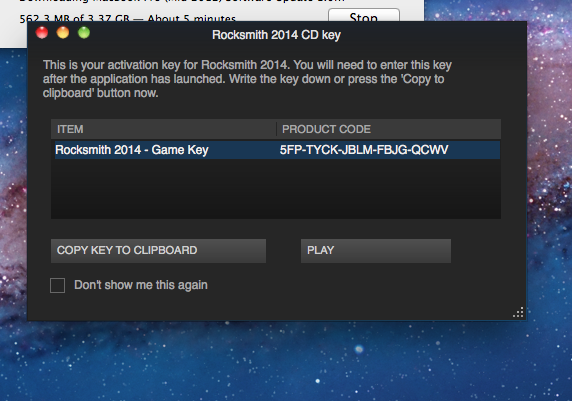 562.3 MB of 3.37 GB — About 5 minutes
Stop
Rocksmith 2014 CD key
This is your activation key for Rocksmith 2014. You will need to enter this key
after the application has launched. Write the key down or press the 'Copy to
clipboard' button now.
ITEM PRODUCT CODE
Rocksmith 2014 - Game Key 5FP-TYCK-JBLM-FBJG-QCWV
COPY KEY TO CLIPBOARD PLAY
Don't show me this again